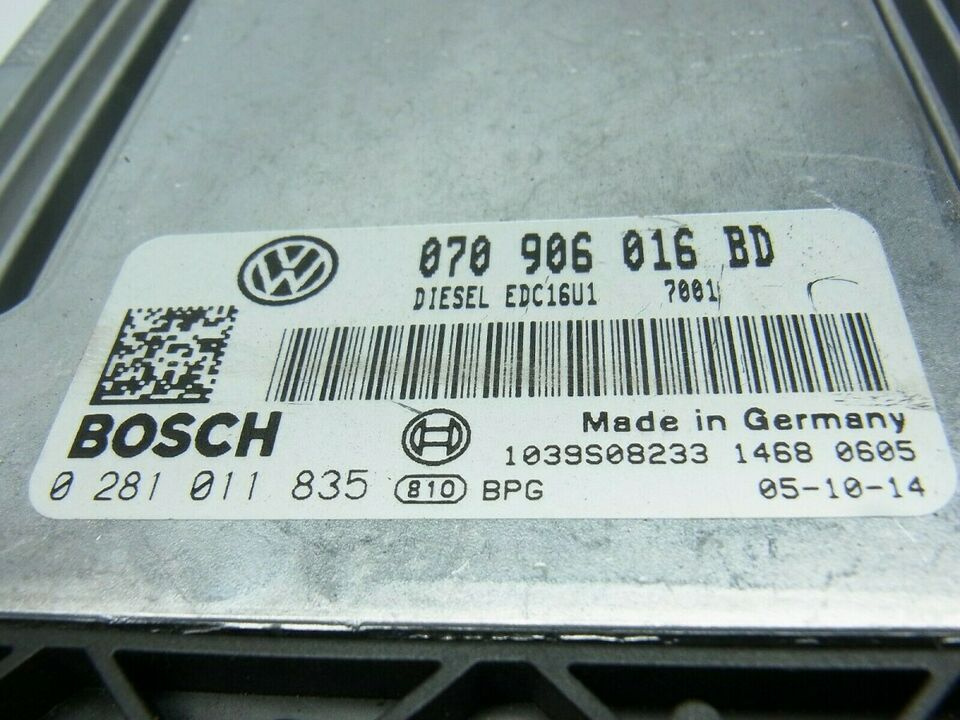 070 906 016 BD
DIESEL EDC16U1 7001
BOSCH
Made in Germany
1039S08233 1468 0605
0 281 011 835 810 BPG 05-10-14